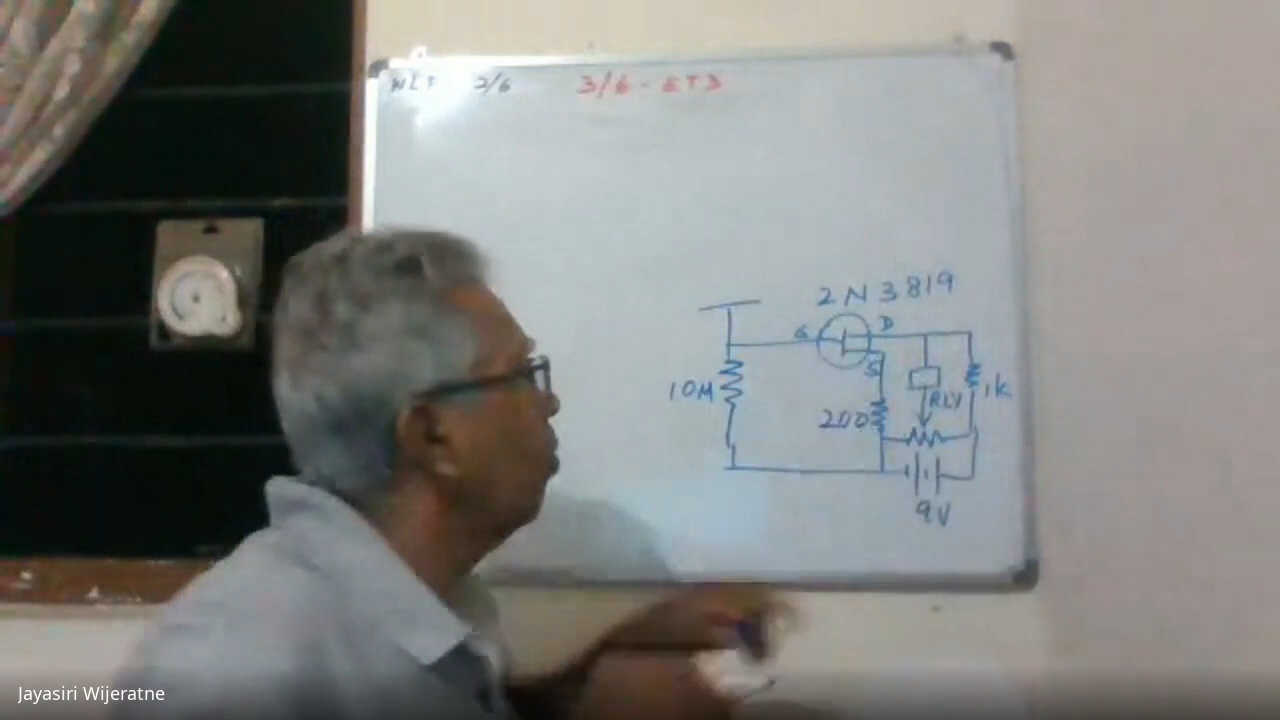 2/6 3/6 - ETD
2N3819
G D
S
10M
200
RLY
1k
9V
Jayasiri Wijeratne